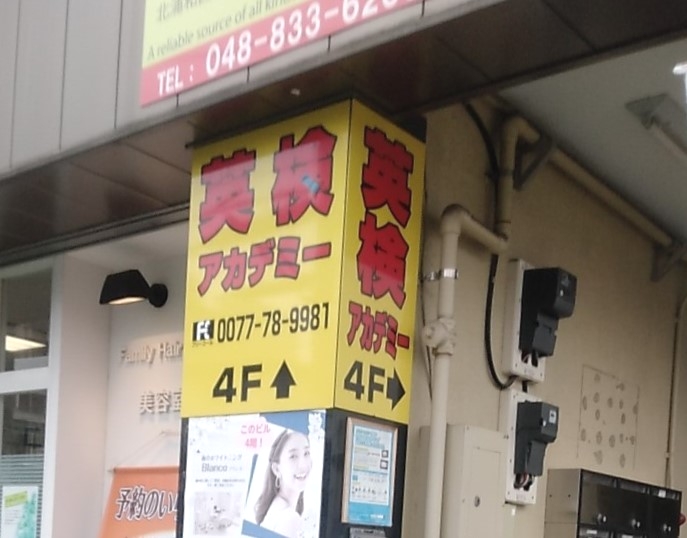 A reliable source of all kin
TEL: 048-833-620
英検
アカデミー
0077-78-9981
4F
英検
アカデミー
4F
Family Hair
美容室
このビル
4階!
Blanco
予約のい